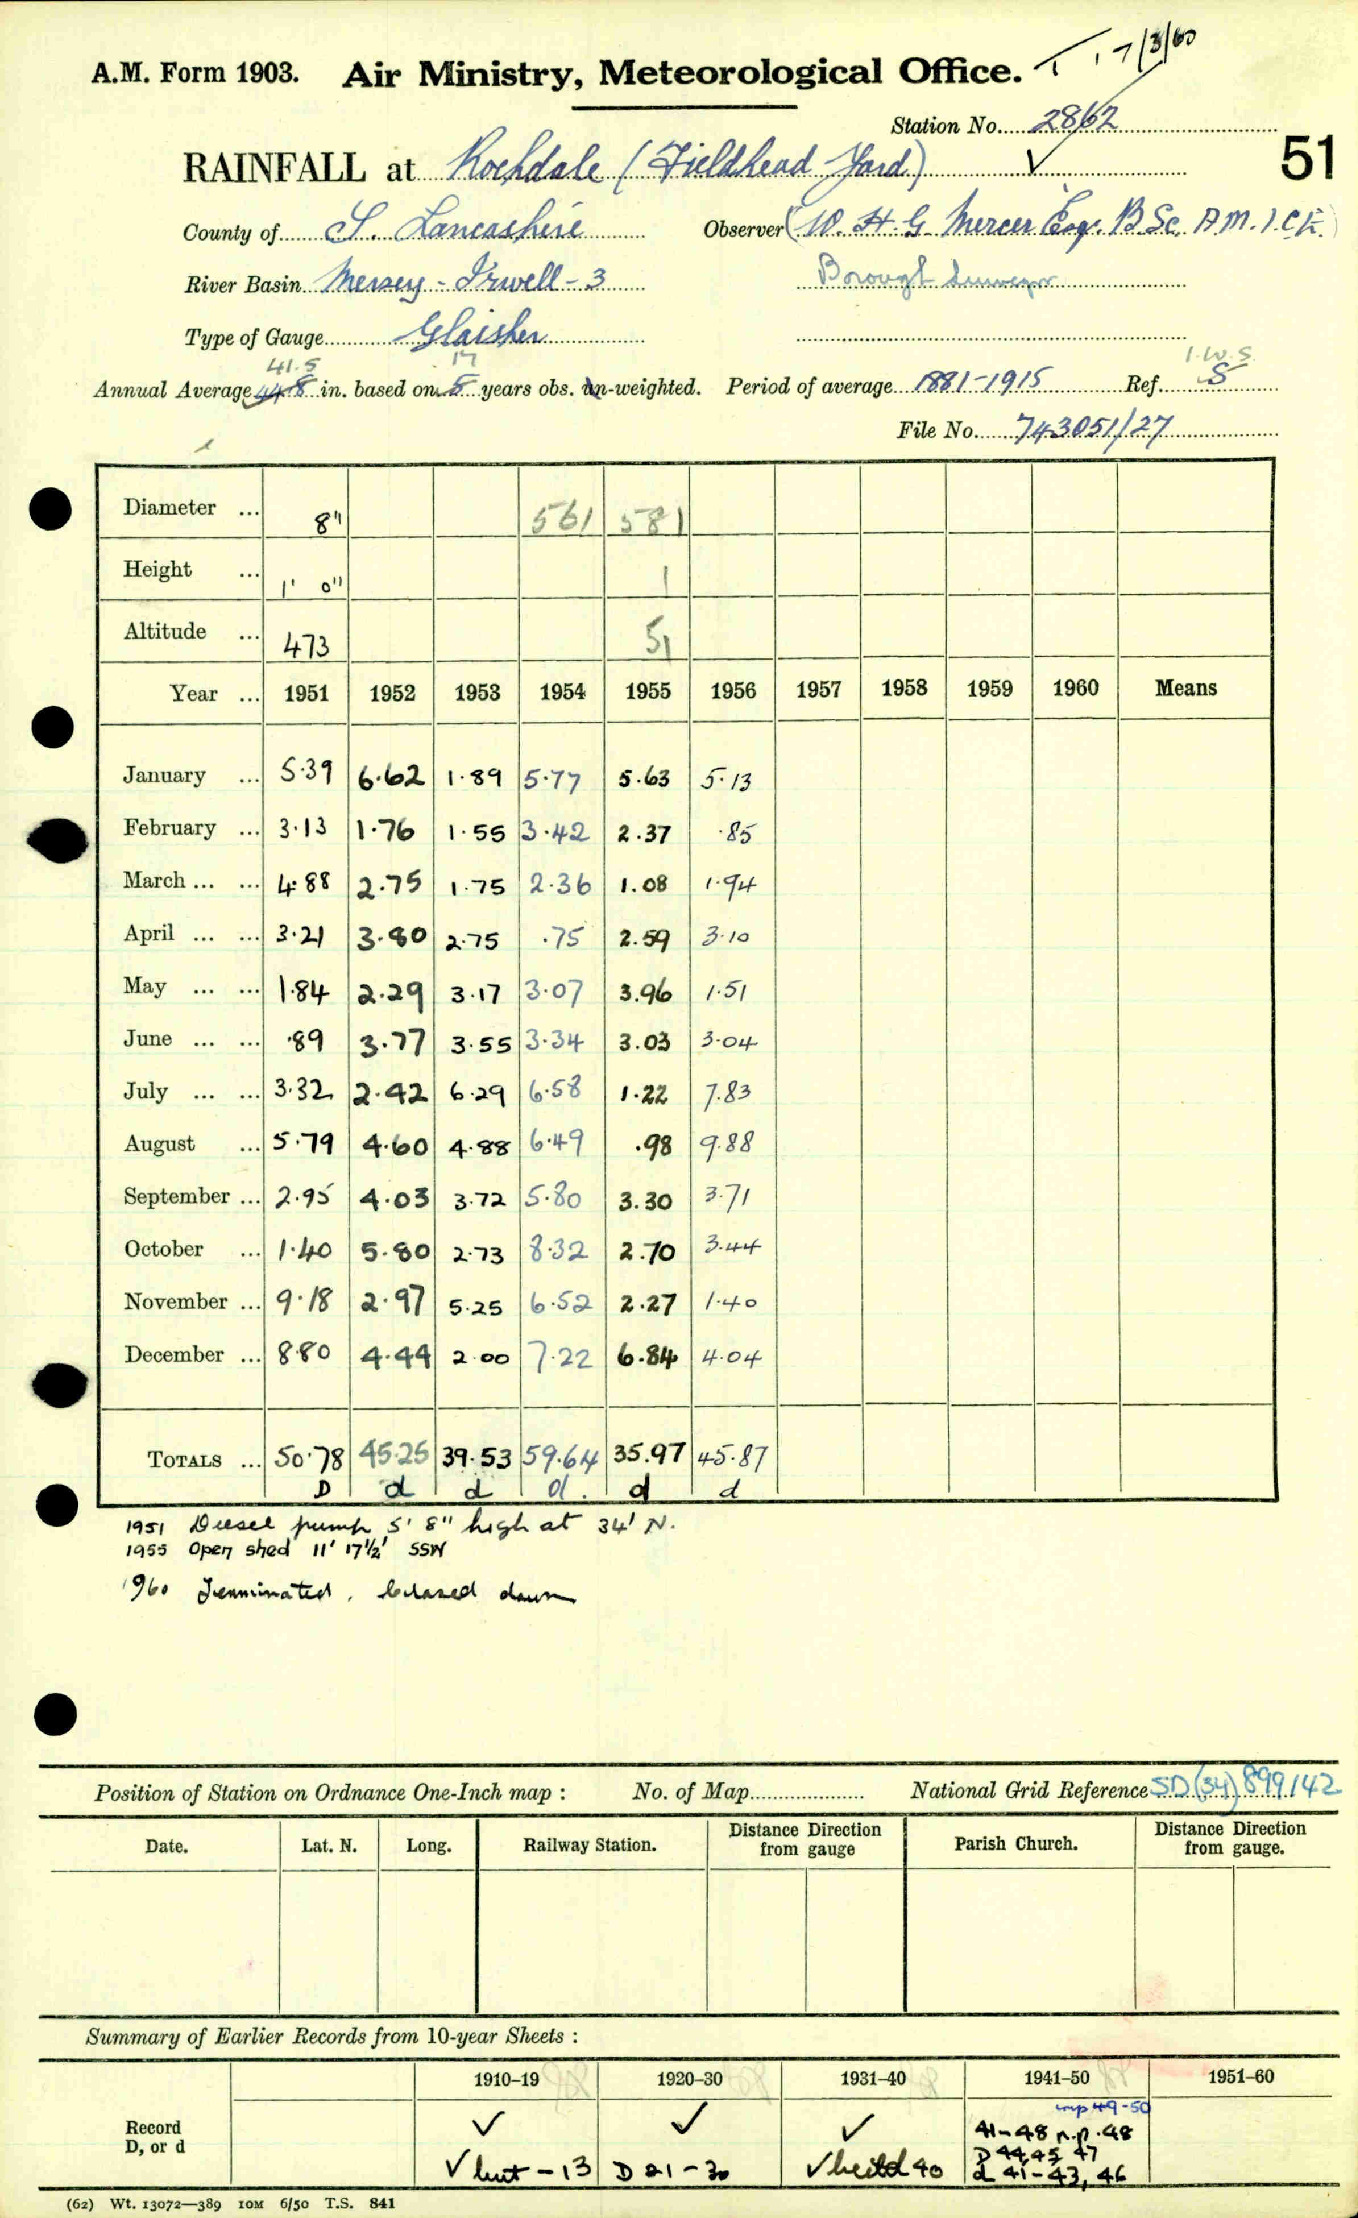 T. 17/3/60
A.M. Form 1903. Air Ministry, Meteorological Office.
Station No. 2862
51
RAINFALL at Rochdale (Fieldhead Yard)
County of S. Lancashire Observer (W. H. G. Mercer Esq. B.Sc. A.M.I.C.E.)
River Basin Mersey - Irwell - 3 Borough Surveyor
Type of Gauge Glaisher
41.5 17 I.W.S.
Annual Average 44.8 in. based on 5 years obs. un-weighted. Period of average 1881-1915 Ref. S
File No. 743051/27
Diameter ... 8" 561 581
Height ... 1' 0" 1
Altitude ... 473 51
Year ... 1951 1952 1953 1954 1955 1956 1957 1958 1959 1960 Means
January ... 5.39 6.62 1.89 5.77 5.63 5.13
February ... 3.13 1.76 1.55 3.42 2.37 .85
March ... ... 4.88 2.75 1.75 2.36 1.08 1.94
April ... ... 3.21 3.80 2.75 .75 2.59 3.10
May ... ... 1.84 2.29 3.17 3.07 3.96 1.51
June ... ... .89 3.77 3.55 3.34 3.03 3.04
July ... ... 3.32 2.42 6.29 6.58 1.22 7.83
August ... 5.79 4.60 4.88 6.49 .98 9.88
September ... 2.95 4.03 3.72 5.80 3.30 3.71
October ... 1.40 5.80 2.73 8.32 2.70 3.44
November ... 9.18 2.97 5.25 6.52 2.27 1.40
December ... 8.80 4.44 2.00 7.22 6.84 4.04
TOTALS ... 50.78 45.25 39.53 59.64 35.97 45.87
D d d d. d d
1951 Diesel pump 5' 8" high at 34' N.
1955 Open shed 11' 17½' SSW
1960 Terminated. Closed down
Position of Station on Ordnance One-Inch map : No. of Map National Grid Reference SD (34) 899142
Date. Lat. N. Long. Railway Station. Distance Direction from gauge Parish Church. Distance Direction from gauge.
Summary of Earlier Records from 10-year Sheets :
1910–19 1920–30 1931–40 1941–50 1951–60
imp 49-50
Record ✓ ✓ ✓ 41-48 n.p. 48
D, or d D 44,45, 47
✓ but - 13 D 21-30 ✓ 40 d 41-43, 46
(62) Wt. 13072—389 10M 6/50 T.S. 841